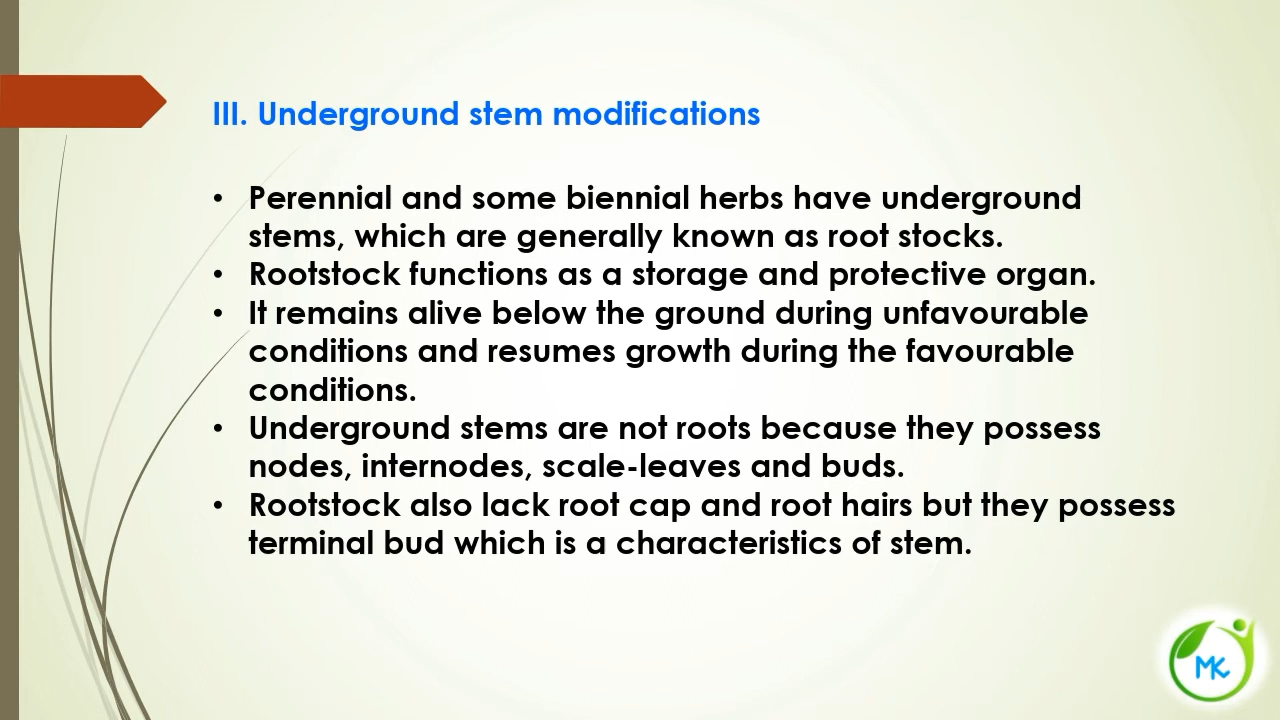 III. Underground stem modifications
• Perennial and some biennial herbs have underground
stems, which are generally known as root stocks.
• Rootstock functions as a storage and protective organ.
• It remains alive below the ground during unfavourable
conditions and resumes growth during the favourable
conditions.
• Underground stems are not roots because they possess
nodes, internodes, scale-leaves and buds.
• Rootstock also lack root cap and root hairs but they possess
terminal bud which is a characteristics of stem.
MK